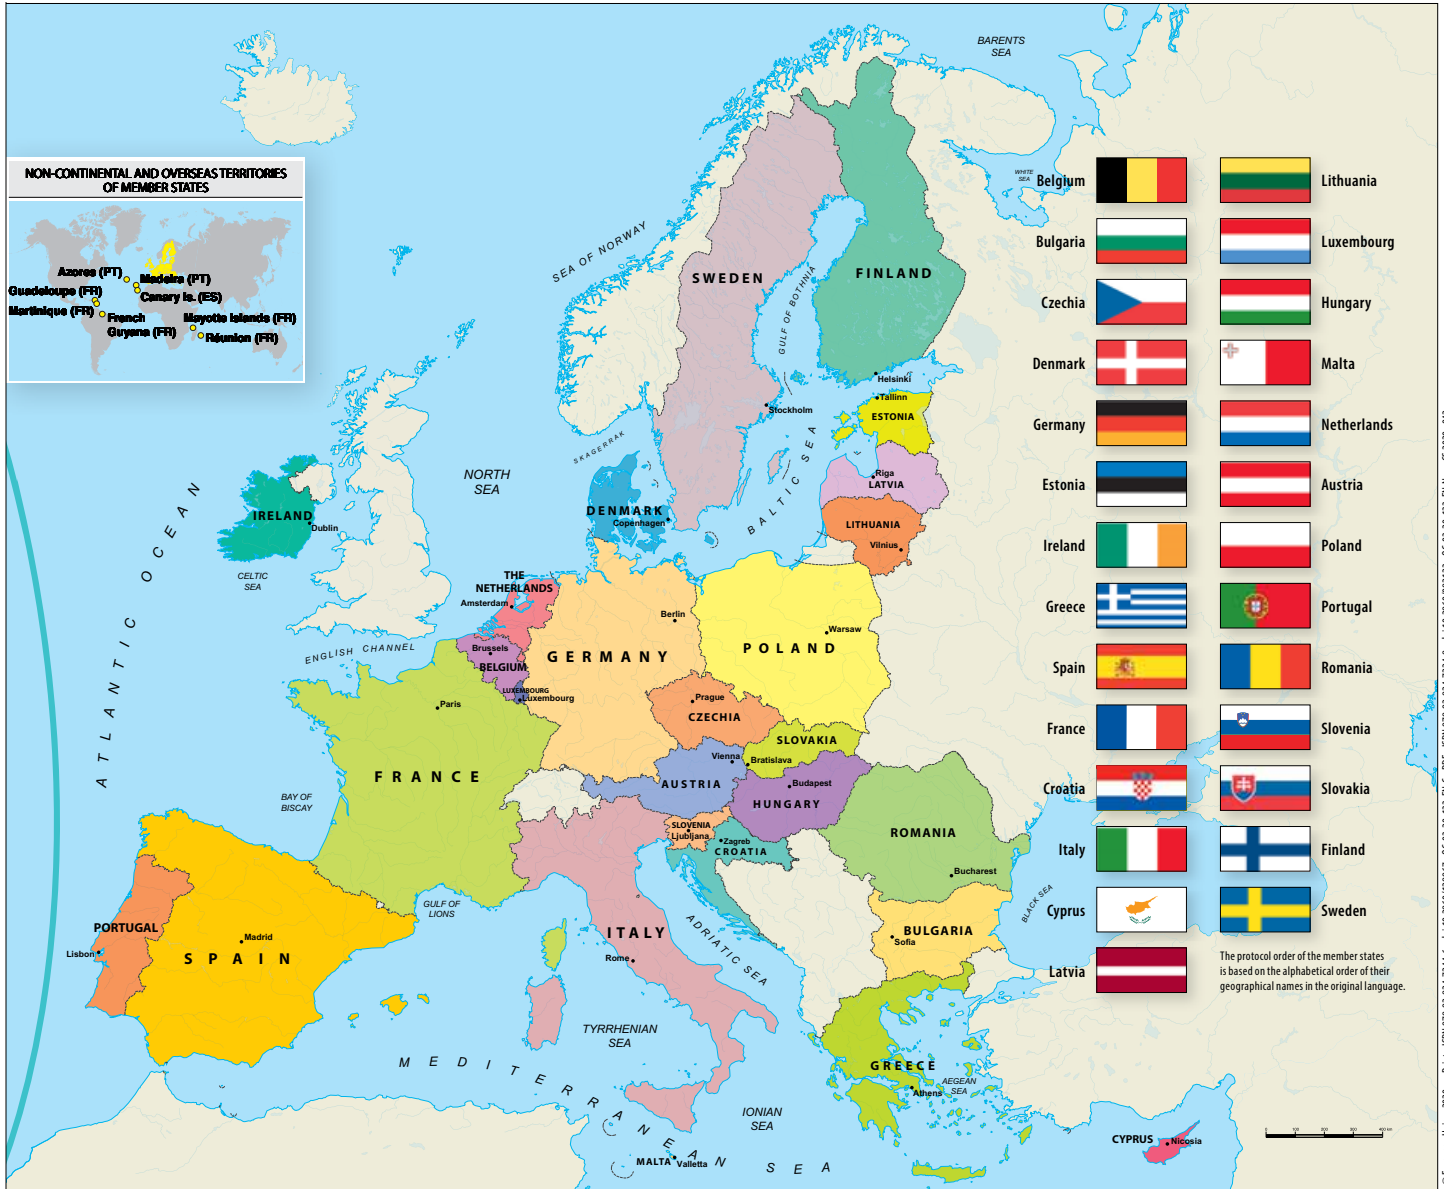 BARENTS
SEA
WHITE
SEA
NON-CONTINENTAL AND OVERSEAS TERRITORIES
OF MEMBER STATES
Azores (PT)
Madeira (PT)
Guadeloupe (FR)
Canary Is. (ES)
Martinique (FR)
French
Guyana (FR)
Mayotte Islands (FR)
Réunion (FR)
SEA OF NORWAY
SWEDEN
FINLAND
GULF OF BOTHNIA
Helsinki
Tallinn
Stockholm
ESTONIA
SKAGERRAK
BALTIC SEA
NORTH
SEA
Riga
LATVIA
ATLANTIC OCEAN
IRELAND
Dublin
DENMARK
Copenhagen
LITHUANIA
Vilnius
CELTIC
SEA
THE
NETHERLANDS
Amsterdam
Berlin
Warsaw
ENGLISH CHANNEL
Brussels
BELGIUM
GERMANY
POLAND
LUXEMBOURG
Luxembourg
Paris
Prague
CZECHIA
SLOVAKIA
Vienna
Bratislava
FRANCE
AUSTRIA
Budapest
HUNGARY
BAY OF
BISCAY
SLOVENIA
Ljubljana
Zagreb
CROATIA
ROMANIA
Bucharest
BLACK SEA
GULF OF
LIONS
PORTUGAL
Lisbon
Madrid
SPAIN
ITALY
Rome
ADRIATIC SEA
BULGARIA
Sofia
TYRRHENIAN
SEA
MEDITERRANEAN SEA
GREECE
AEGEAN
SEA
Athens
IONIAN
SEA
MALTA
Valletta
CYPRUS
Nicosia
Belgium
Lithuania
Bulgaria
Luxembourg
Czechia
Hungary
Denmark
Malta
Germany
Netherlands
Estonia
Austria
Ireland
Poland
Greece
Portugal
Spain
Romania
France
Slovenia
Croatia
Slovakia
Italy
Finland
Cyprus
Sweden
Latvia
The protocol order of the member states
is based on the alphabetical order of their
geographical names in the original language.